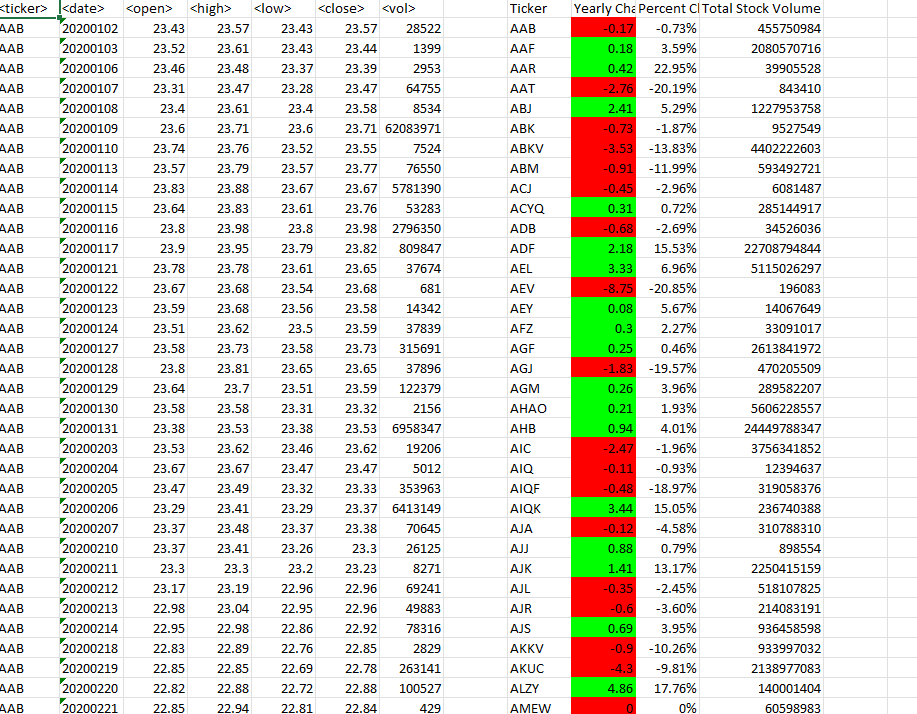 <ticker> <date> <open> <high> <low> <close> <vol> Ticker Yearly Cha Percent Cl Total Stock Volume
AAB 20200102 23.43 23.57 23.43 23.57 28522 AAB -0.17 -0.73% 455750984
AAB 20200103 23.52 23.61 23.43 23.44 1399 AAF 0.18 3.59% 2080570716
AAB 20200106 23.46 23.48 23.37 23.39 2953 AAR 0.42 22.95% 39905528
AAB 20200107 23.31 23.47 23.28 23.47 64755 AAT -2.76 -20.19% 843410
AAB 20200108 23.4 23.61 23.4 23.58 8534 ABJ 2.41 5.29% 1227953758
AAB 20200109 23.6 23.71 23.6 23.71 62083971 ABK -0.73 -1.87% 9527549
AAB 20200110 23.74 23.76 23.52 23.55 7524 ABKV -3.53 -13.83% 4402222603
AAB 20200113 23.57 23.79 23.57 23.77 76550 ABM -0.91 -11.99% 593492721
AAB 20200114 23.83 23.88 23.67 23.67 5781390 ACJ -0.45 -2.96% 6081487
AAB 20200115 23.64 23.83 23.61 23.76 53283 ACYQ 0.31 0.72% 285144917
AAB 20200116 23.8 23.98 23.8 23.98 2796350 ADB -0.68 -2.69% 34526036
AAB 20200117 23.9 23.95 23.79 23.82 809847 ADF 2.18 15.53% 22708794844
AAB 20200121 23.78 23.78 23.61 23.65 37674 AEL 3.33 6.96% 5115026297
AAB 20200122 23.67 23.68 23.54 23.68 681 AEV -8.75 -20.85% 196083
AAB 20200123 23.59 23.68 23.56 23.58 14342 AEY 0.08 5.67% 14067649
AAB 20200124 23.51 23.62 23.5 23.59 37839 AFZ 0.3 2.27% 33091017
AAB 20200127 23.58 23.73 23.58 23.73 315691 AGF 0.25 0.46% 2613841972
AAB 20200128 23.8 23.81 23.65 23.65 37896 AGJ -1.83 -19.57% 470205509
AAB 20200129 23.64 23.7 23.51 23.59 122379 AGM 0.26 3.96% 289582207
AAB 20200130 23.58 23.58 23.31 23.32 2156 AHAO 0.21 1.93% 5606228557
AAB 20200131 23.38 23.53 23.38 23.53 6958347 AHB 0.94 4.01% 24449788347
AAB 20200203 23.53 23.62 23.46 23.62 19206 AIC -2.47 -1.96% 3756341852
AAB 20200204 23.67 23.67 23.47 23.47 5012 AIQ -0.11 -0.93% 12394637
AAB 20200205 23.47 23.49 23.32 23.33 353963 AIQF -0.48 -18.97% 319058376
AAB 20200206 23.29 23.41 23.29 23.37 6413149 AIQK 3.44 15.05% 236740388
AAB 20200207 23.37 23.48 23.37 23.38 70645 AJA -0.12 -4.58% 310788310
AAB 20200210 23.37 23.41 23.26 23.3 26125 AJJ 0.88 0.79% 898554
AAB 20200211 23.3 23.3 23.2 23.23 8271 AJK 1.41 13.17% 2250415159
AAB 20200212 23.17 23.19 22.96 22.96 69241 AJL -0.35 -2.45% 518107825
AAB 20200213 22.98 23.04 22.95 22.96 49883 AJR -0.6 -3.60% 214083191
AAB 20200214 22.95 22.98 22.86 22.92 78316 AJS 0.69 3.95% 936458598
AAB 20200218 22.83 22.89 22.76 22.85 2829 AKKV -0.9 -10.26% 933997032
AAB 20200219 22.85 22.85 22.69 22.78 263141 AKUC -4.3 -9.81% 2138977083
AAB 20200220 22.82 22.88 22.72 22.88 100527 ALZY 4.86 17.76% 140001404
AAB 20200221 22.85 22.94 22.81 22.84 429 AMEW 0 0% 60598983